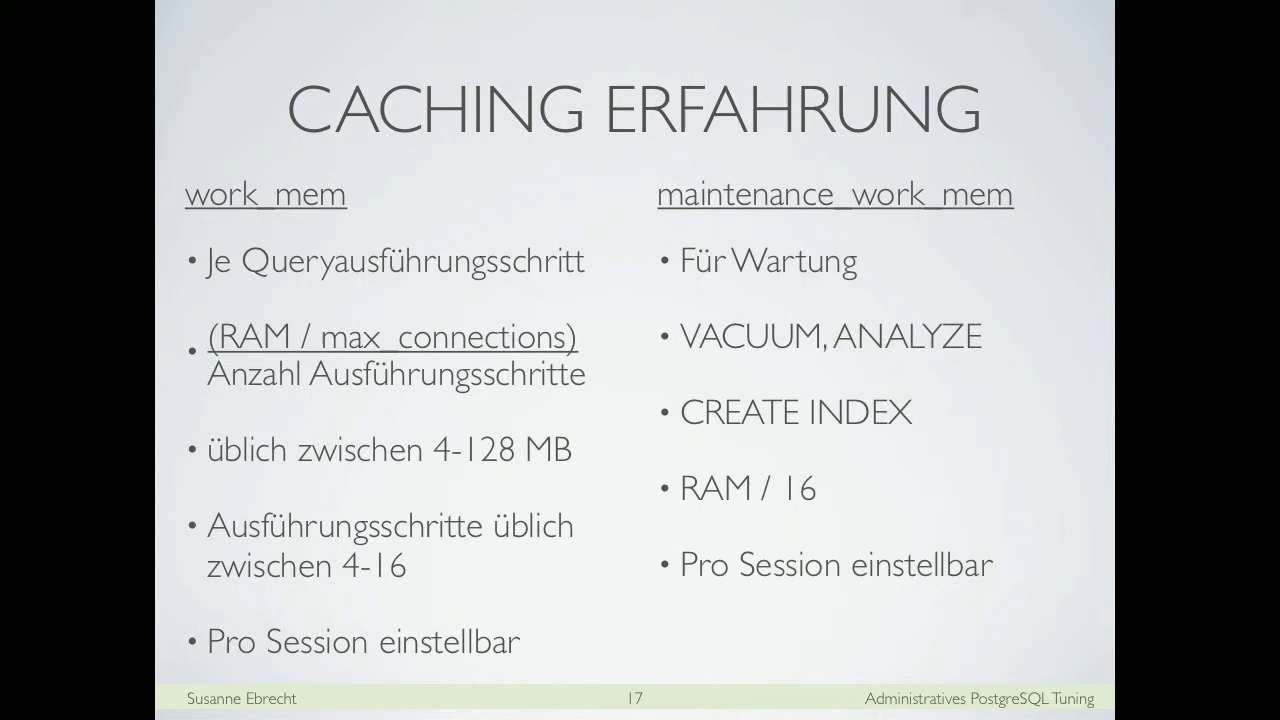 CACHING ERFAHRUNG
work_mem
• Je Queryausführungsschritt
• (RAM / max_connections)
Anzahl Ausführungsschritte
• üblich zwischen 4-128 MB
• Ausführungsschritte üblich
zwischen 4-16
• Pro Session einstellbar
maintenance_work_mem
• Für Wartung
• VACUUM, ANALYZE
• CREATE INDEX
• RAM / 16
• Pro Session einstellbar
Susanne Ebrecht
17
Administratives PostgreSQL Tuning